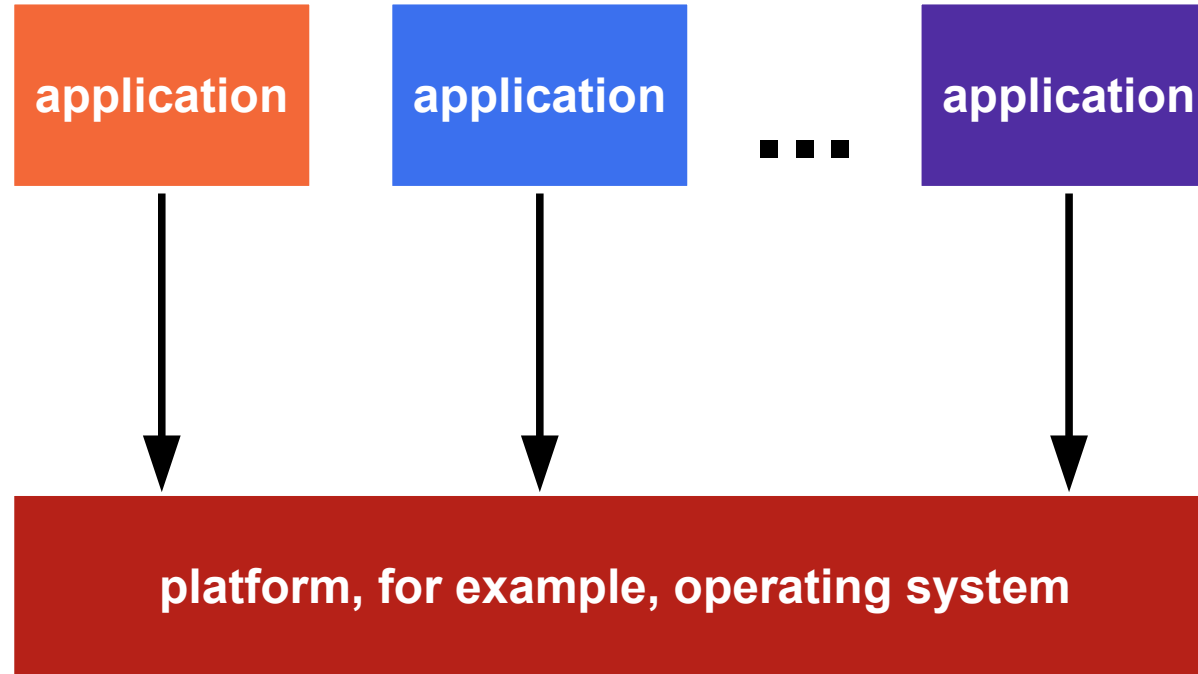 application
application
application
platform, for example, operating system